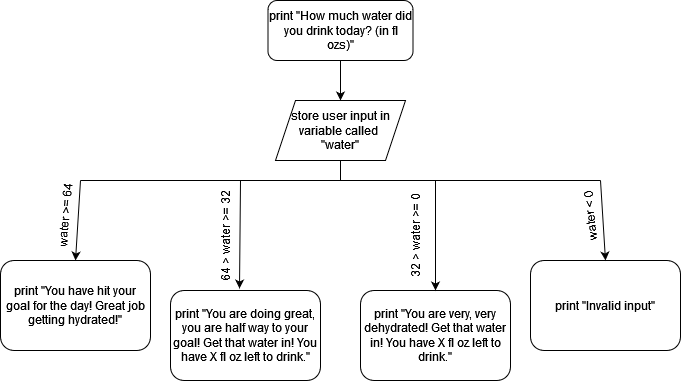 print "How much water did
you drink today? (in fl
ozs)"
store user input in
variable called
"water"
water >= 64
64 > water >= 32
32 > water >= 0
water < 0
print "You have hit your
goal for the day! Great job
getting hydrated!"
print "You are doing great,
you are half way to your
goal! Get that water in! You
have X fl oz left to drink."
print "You are very, very
dehydrated! Get that water
in! You have X fl oz left to
drink."
print "Invalid input"